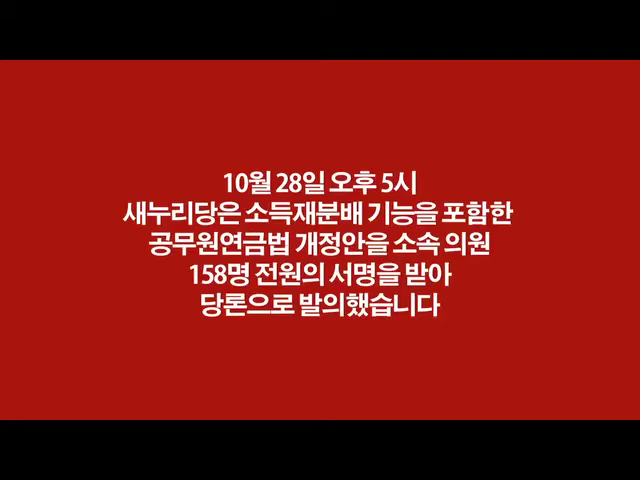 10월 28일 오후 5시
새누리당은 소득재분배 기능을 포함한
공무원연금법 개정안을 소속 의원
158명 전원의 서명을 받아
당론으로 발의했습니다